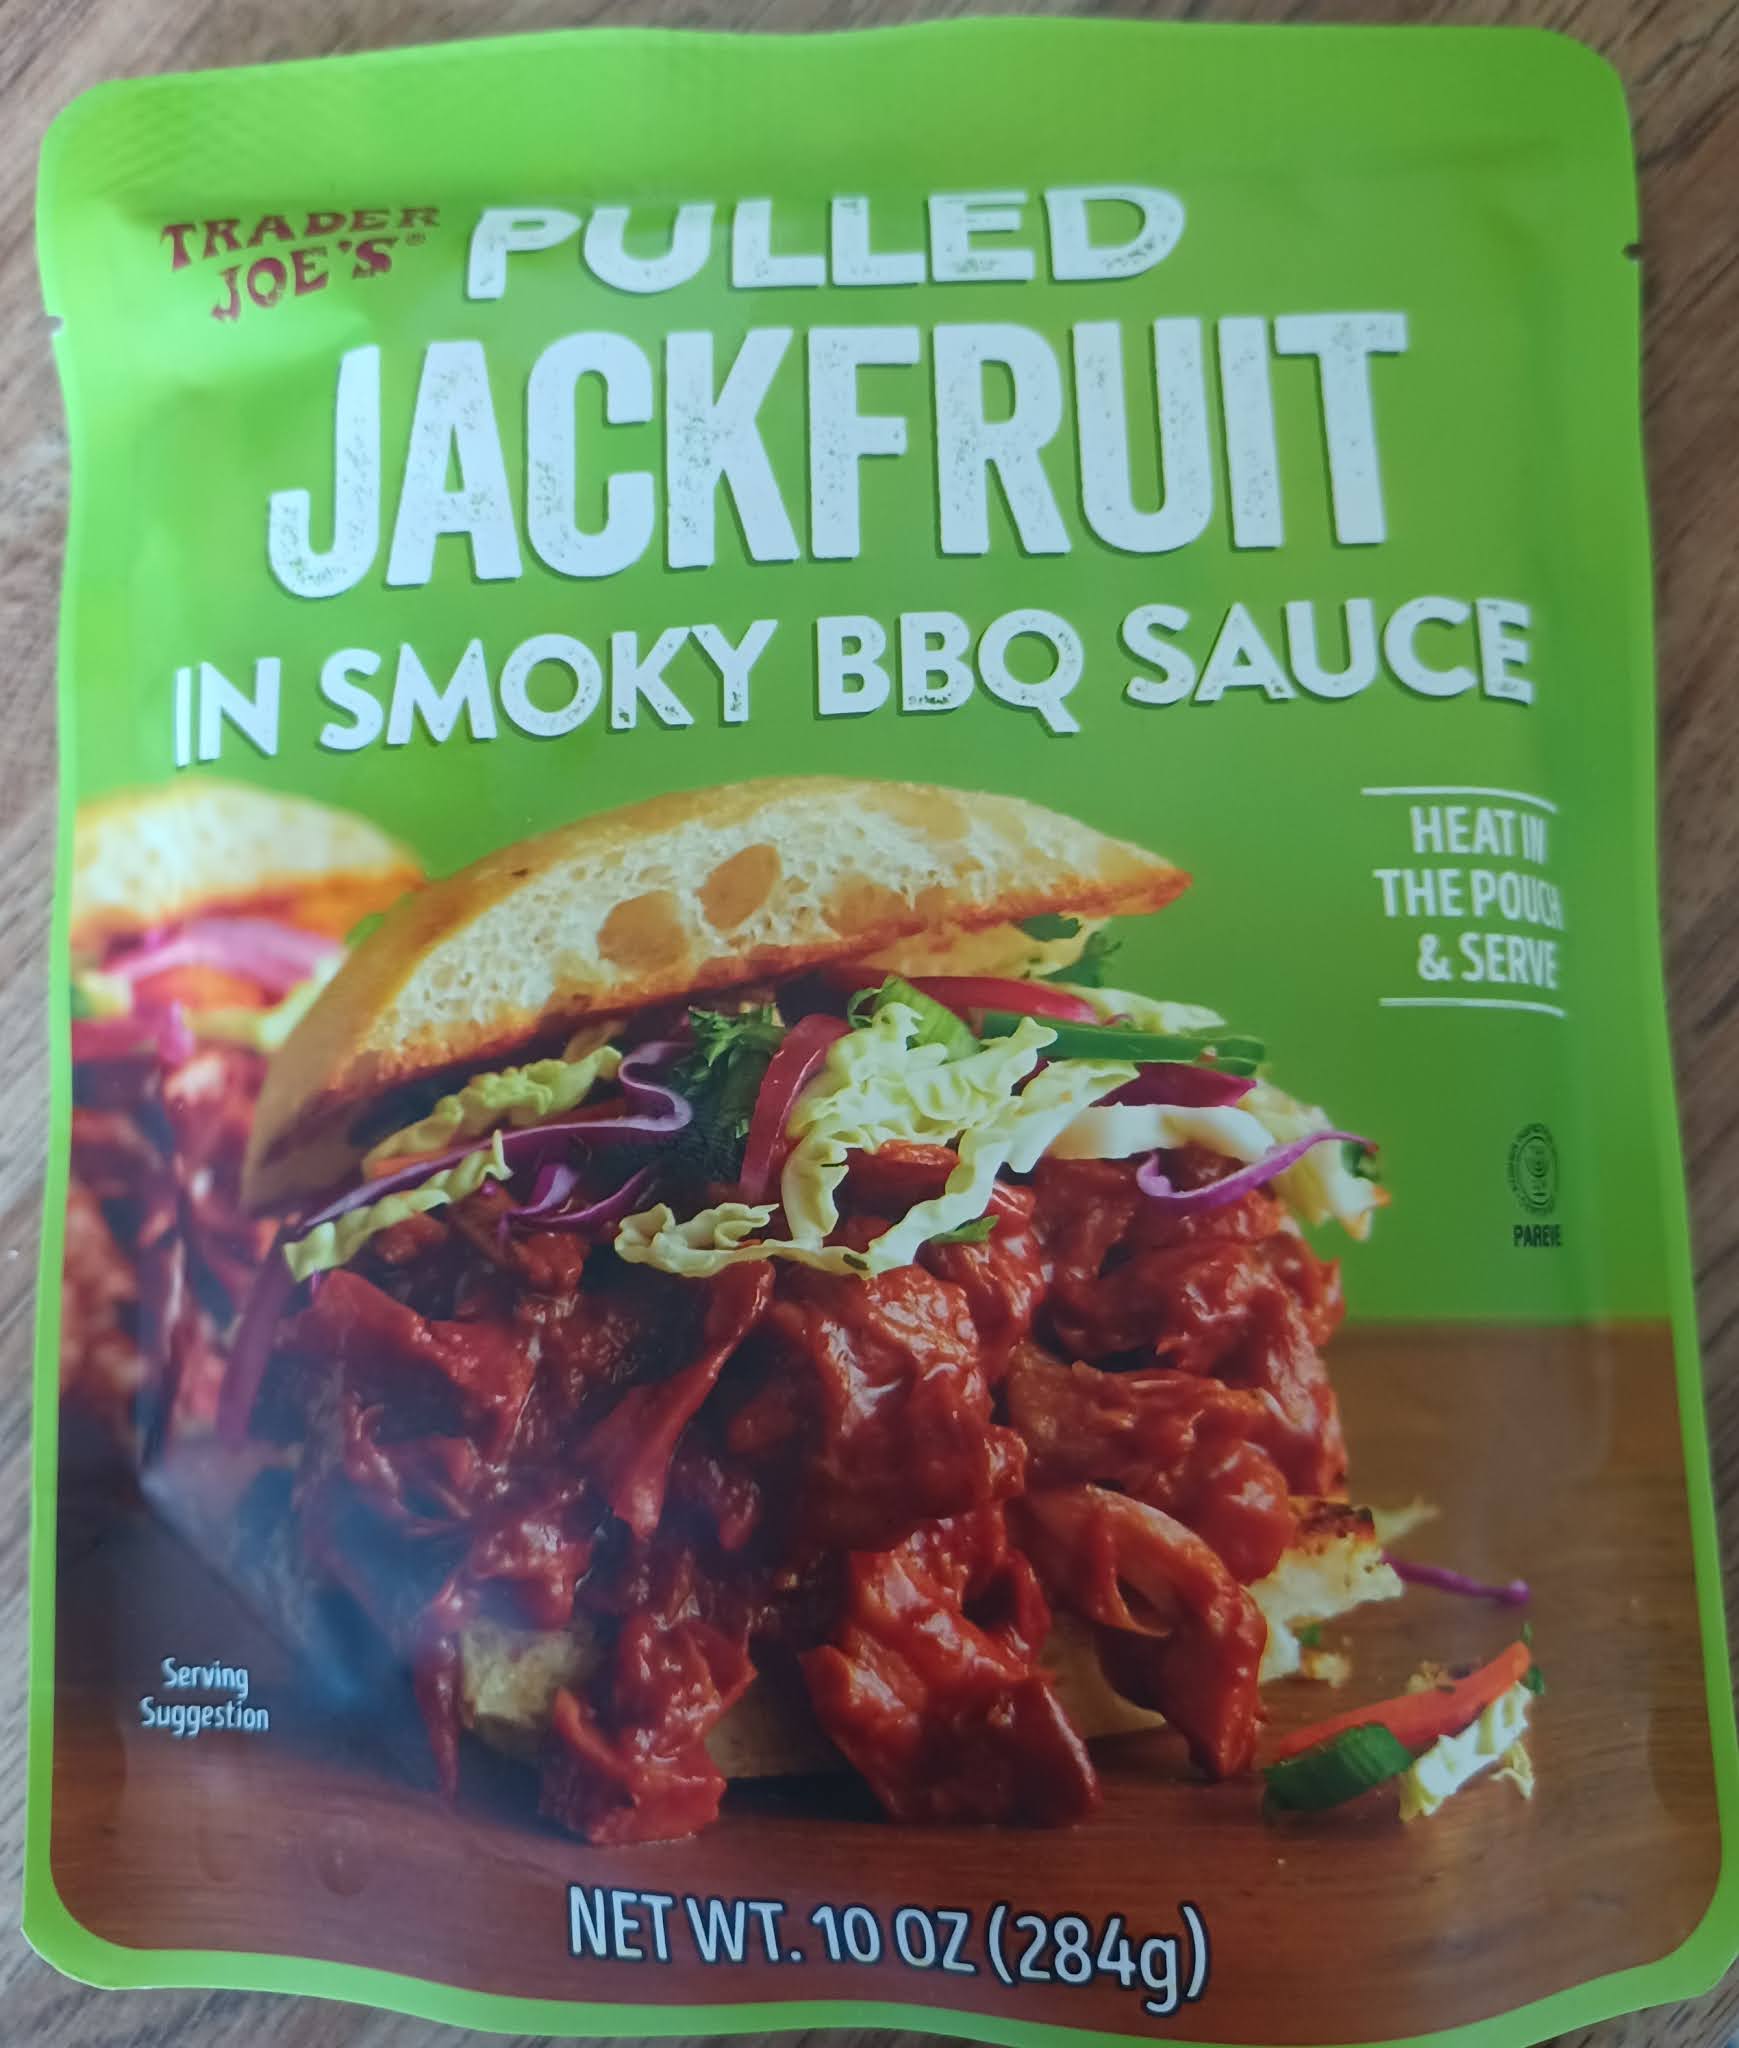 TRADER
JOE'S®
PULLED
JACKFRUIT
IN SMOKY BBQ SAUCE
HEAT IN
THE POUCH
& SERVE
PAREVE
Serving
Suggestion
NET WT. 10 OZ (284g)